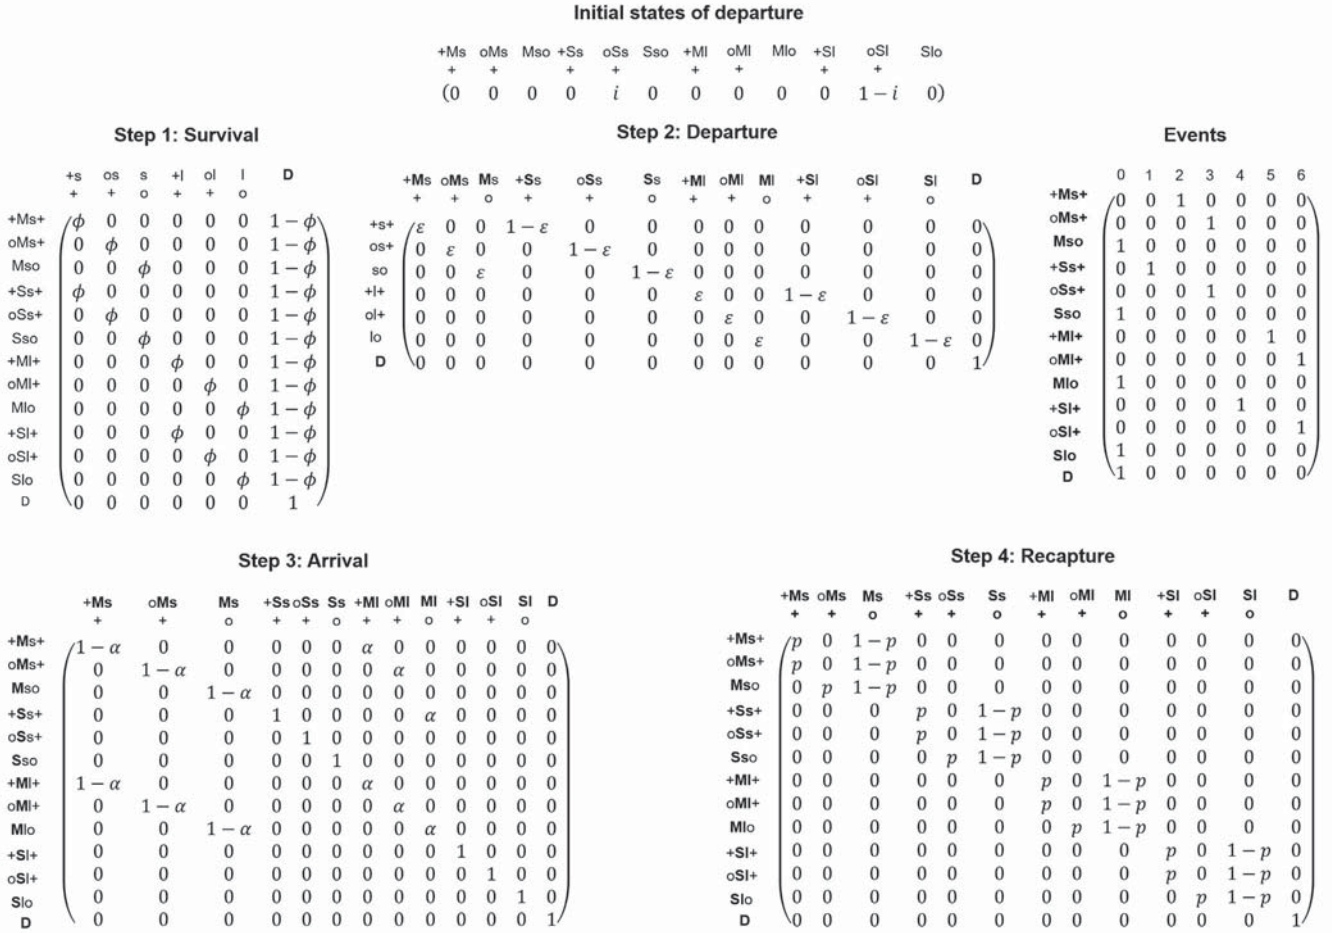 Initial states of departure
+Ms oMs Mso +Ss oSs Sso +Ml oMl Mlo +Sl oSl Slo
+ + + + + + + +
(0 0 0 0 i 0 0 0 0 0 1 − i 0)
Step 1: Survival
+s os s +l ol l D
+ + o + + o
+Ms+ ϕ 0 0 0 0 0 1 − ϕ
oMs+ 0 ϕ 0 0 0 0 1 − ϕ
Mso 0 0 ϕ 0 0 0 1 − ϕ
+Ss+ ϕ 0 0 0 0 0 1 − ϕ
oSs+ 0 ϕ 0 0 0 0 1 − ϕ
Sso 0 0 ϕ 0 0 0 1 − ϕ
+Ml+ 0 0 0 ϕ 0 0 1 − ϕ
oMl+ 0 0 0 0 ϕ 0 1 − ϕ
Mlo 0 0 0 0 0 ϕ 1 − ϕ
+Sl+ 0 0 0 ϕ 0 0 1 − ϕ
oSl+ 0 0 0 0 ϕ 0 1 − ϕ
Slo 0 0 0 0 0 ϕ 1 − ϕ
D 0 0 0 0 0 0 1
Step 2: Departure
+Ms oMs Ms +Ss oSs Ss +Ml oMl Ml +Sl oSl Sl D
+ + o + + o + + o + + o
+s+ ε 0 0 1 − ε 0 0 0 0 0 0 0 0 0
os+ 0 ε 0 0 1 − ε 0 0 0 0 0 0 0 0
so 0 0 ε 0 0 1 − ε 0 0 0 0 0 0 0
+l+ 0 0 0 0 0 0 ε 0 0 1 − ε 0 0 0
ol+ 0 0 0 0 0 0 0 ε 0 0 1 − ε 0 0
lo 0 0 0 0 0 0 0 0 ε 0 0 1 − ε 0
D 0 0 0 0 0 0 0 0 0 0 0 0 1
Events
0 1 2 3 4 5 6
+Ms+ 0 0 1 0 0 0 0
oMs+ 0 0 0 1 0 0 0
Mso 1 0 0 0 0 0 0
+Ss+ 0 1 0 0 0 0 0
oSs+ 0 0 0 1 0 0 0
Sso 1 0 0 0 0 0 0
+Ml+ 0 0 0 0 0 1 0
oMl+ 0 0 0 0 0 0 1
Mlo 1 0 0 0 0 0 0
+Sl+ 0 0 0 0 1 0 0
oSl+ 0 0 0 0 0 0 1
Slo 1 0 0 0 0 0 0
D 1 0 0 0 0 0 0
Step 3: Arrival
+Ms oMs Ms +Ss oSs Ss +Ml oMl Ml +Sl oSl Sl D
+ + o + + o + + o + + o
+Ms+ 1 − α 0 0 0 0 0 α 0 0 0 0 0 0
oMs+ 0 1 − α 0 0 0 0 0 α 0 0 0 0 0
Mso 0 0 1 − α 0 0 0 0 0 0 0 0 0 0
+Ss+ 0 0 0 1 0 0 0 0 α 0 0 0 0
oSs+ 0 0 0 0 1 0 0 0 0 0 0 0 0
Sso 0 0 0 0 0 1 0 0 0 0 0 0 0
+Ml+ 1 − α 0 0 0 0 0 α 0 0 0 0 0 0
oMl+ 0 1 − α 0 0 0 0 0 α 0 0 0 0 0
Mlo 0 0 1 − α 0 0 0 0 0 α 0 0 0 0
+Sl+ 0 0 0 0 0 0 0 0 0 1 0 0 0
oSl+ 0 0 0 0 0 0 0 0 0 0 1 0 0
Slo 0 0 0 0 0 0 0 0 0 0 0 1 0
D 0 0 0 0 0 0 0 0 0 0 0 0 1
Step 4: Recapture
+Ms oMs Ms +Ss oSs Ss +Ml oMl Ml +Sl oSl Sl D
+ + o + + o + + o + + o
+Ms+ p 0 1 − p 0 0 0 0 0 0 0 0 0 0
oMs+ p 0 1 − p 0 0 0 0 0 0 0 0 0 0
Mso 0 p 1 − p 0 0 0 0 0 0 0 0 0 0
+Ss+ 0 0 0 p 0 1 − p 0 0 0 0 0 0 0
oSs+ 0 0 0 p 0 1 − p 0 0 0 0 0 0 0
Sso 0 0 0 0 p 1 − p 0 0 0 0 0 0 0
+Ml+ 0 0 0 0 0 0 p 0 1 − p 0 0 0 0
oMl+ 0 0 0 0 0 0 p 0 1 − p 0 0 0 0
Mlo 0 0 0 0 0 0 0 p 1 − p 0 0 0 0
+Sl+ 0 0 0 0 0 0 0 0 0 p 0 1 − p 0
oSl+ 0 0 0 0 0 0 0 0 0 p 0 1 − p 0
Slo 0 0 0 0 0 0 0 0 0 0 p 1 − p 0
D 0 0 0 0 0 0 0 0 0 0 0 0 1